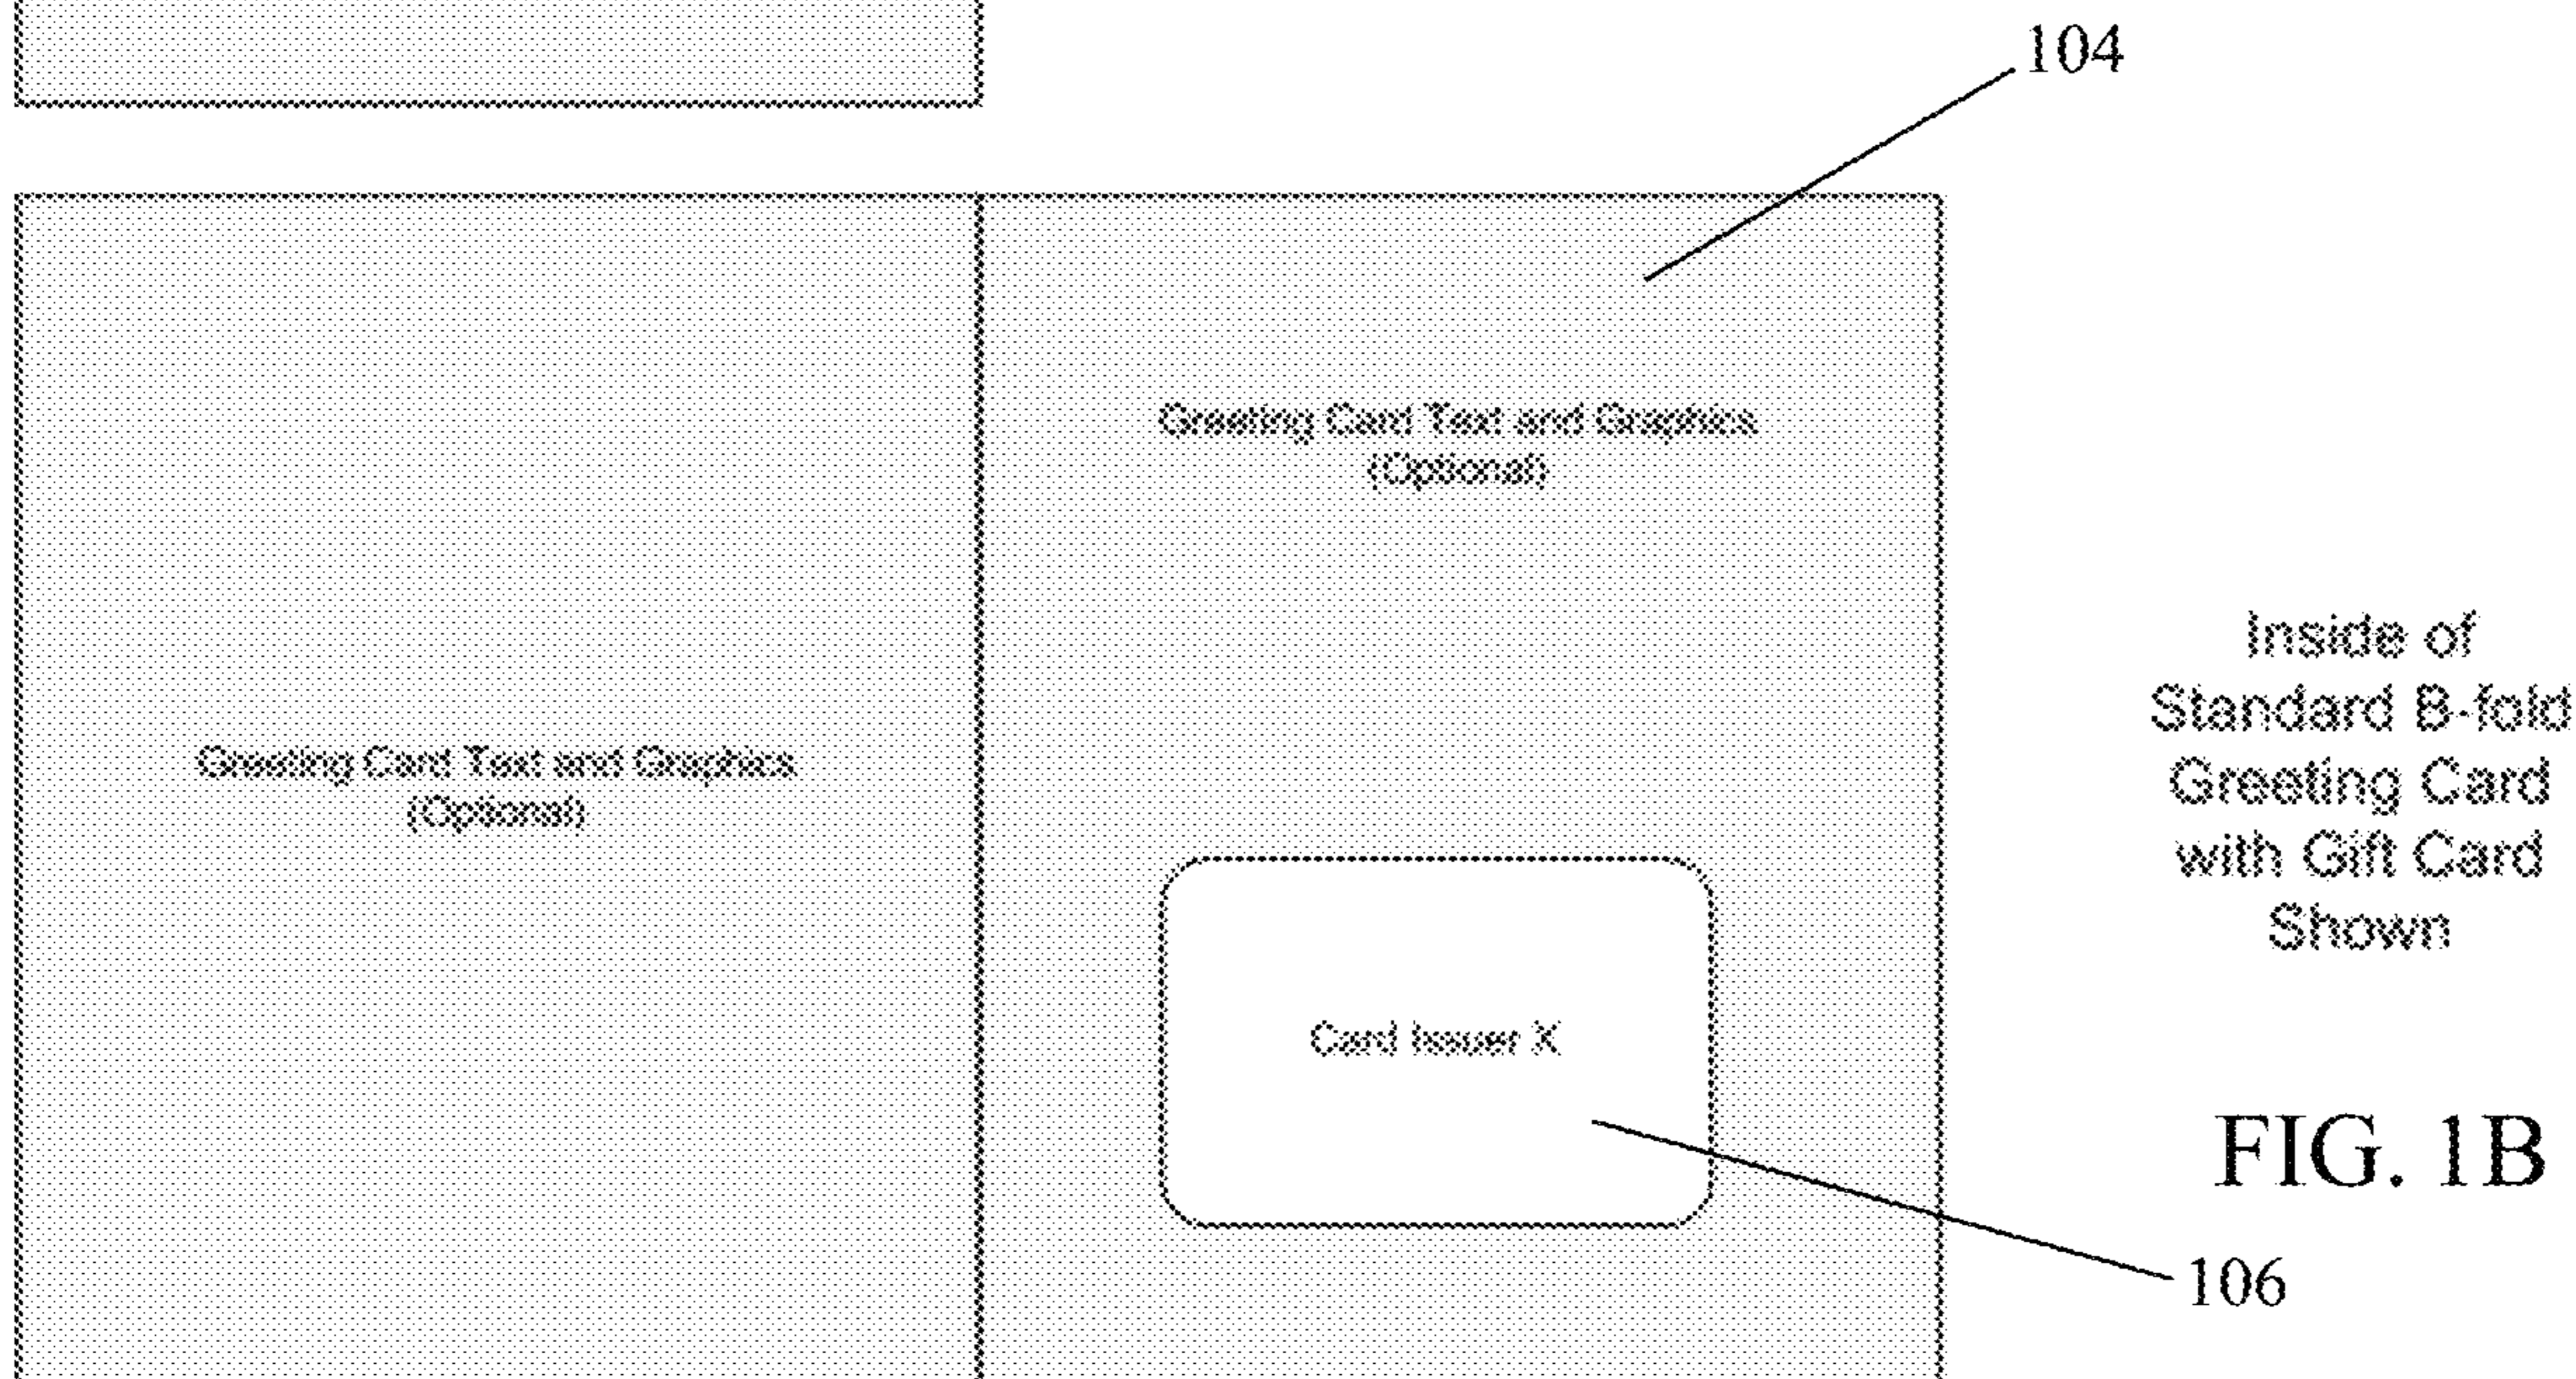 104
Greeting Card Text and Graphics
(Optional)
Greeting Card Text and Graphics
(Optional)
Card Issuer X
Inside of
Standard B-fold
Greeting Card
with Gift Card
Shown
FIG. 1B
106